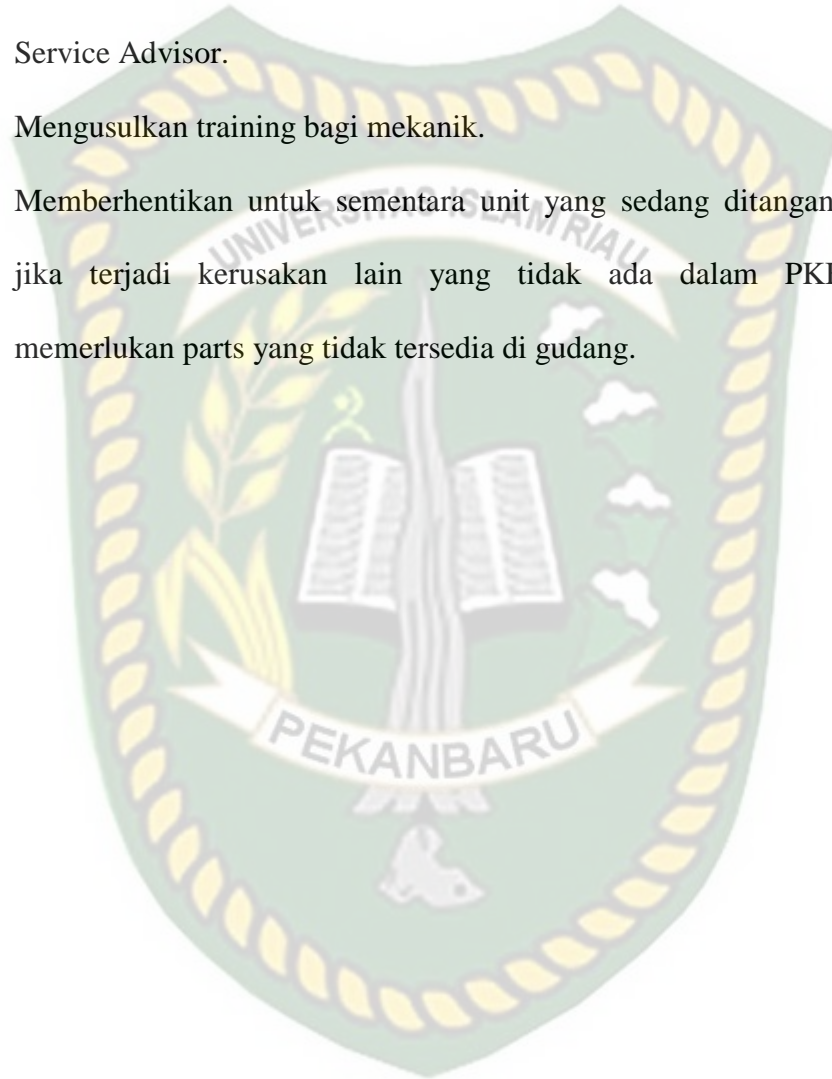 Service Advisor.
Mengusulkan training bagi mekanik.
Memberhentikan untuk sementara unit yang sedang ditangan
jika terjadi kerusakan lain yang tidak ada dalam
memerlukan parts yang tidak tersedia di gudang.
UNIVERSITAS ISLAM RIAU
PEKANBARU